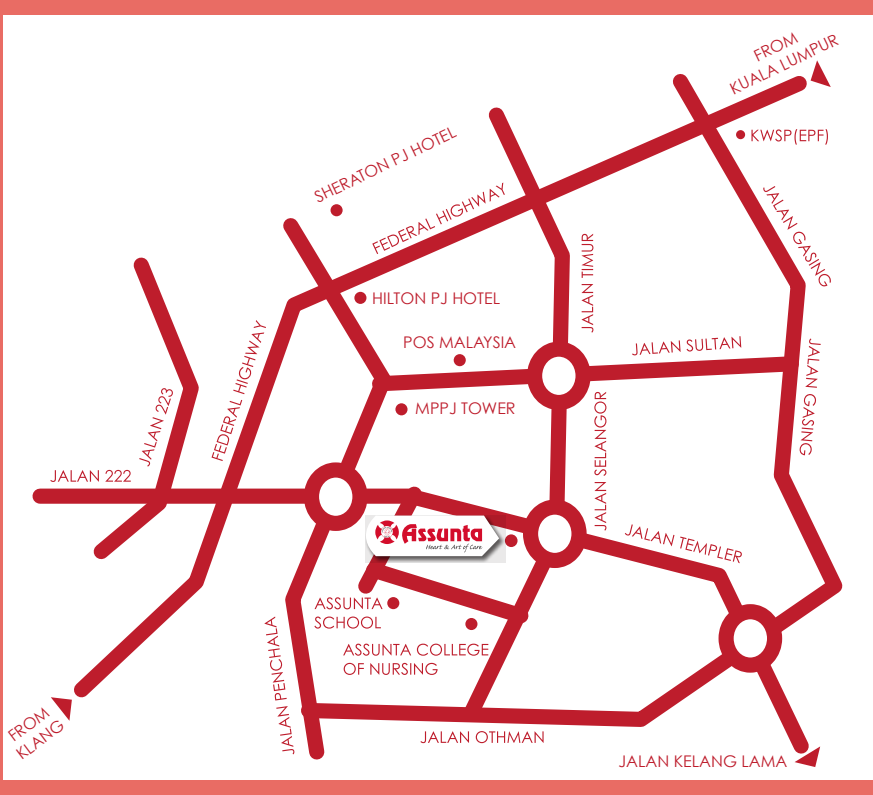 FROM
KUALA LUMPUR
KWSP(EPF)
SHERATON PJ HOTEL
FEDERAL HIGHWAY
JALAN GASING
JALAN TIMUR
HILTON PJ HOTEL
POS MALAYSIA
JALAN SULTAN
FEDERAL HIGHWAY
JALAN GASING
JALAN 223
MPPJ TOWER
JALAN SELANGOR
JALAN 222
Assunta
Heart & Art of Care
JALAN TEMPLER
ASSUNTA
SCHOOL
ASSUNTA COLLEGE
OF NURSING
JALAN PENCHALA
FROM
KLANG
JALAN OTHMAN
JALAN KELANG LAMA